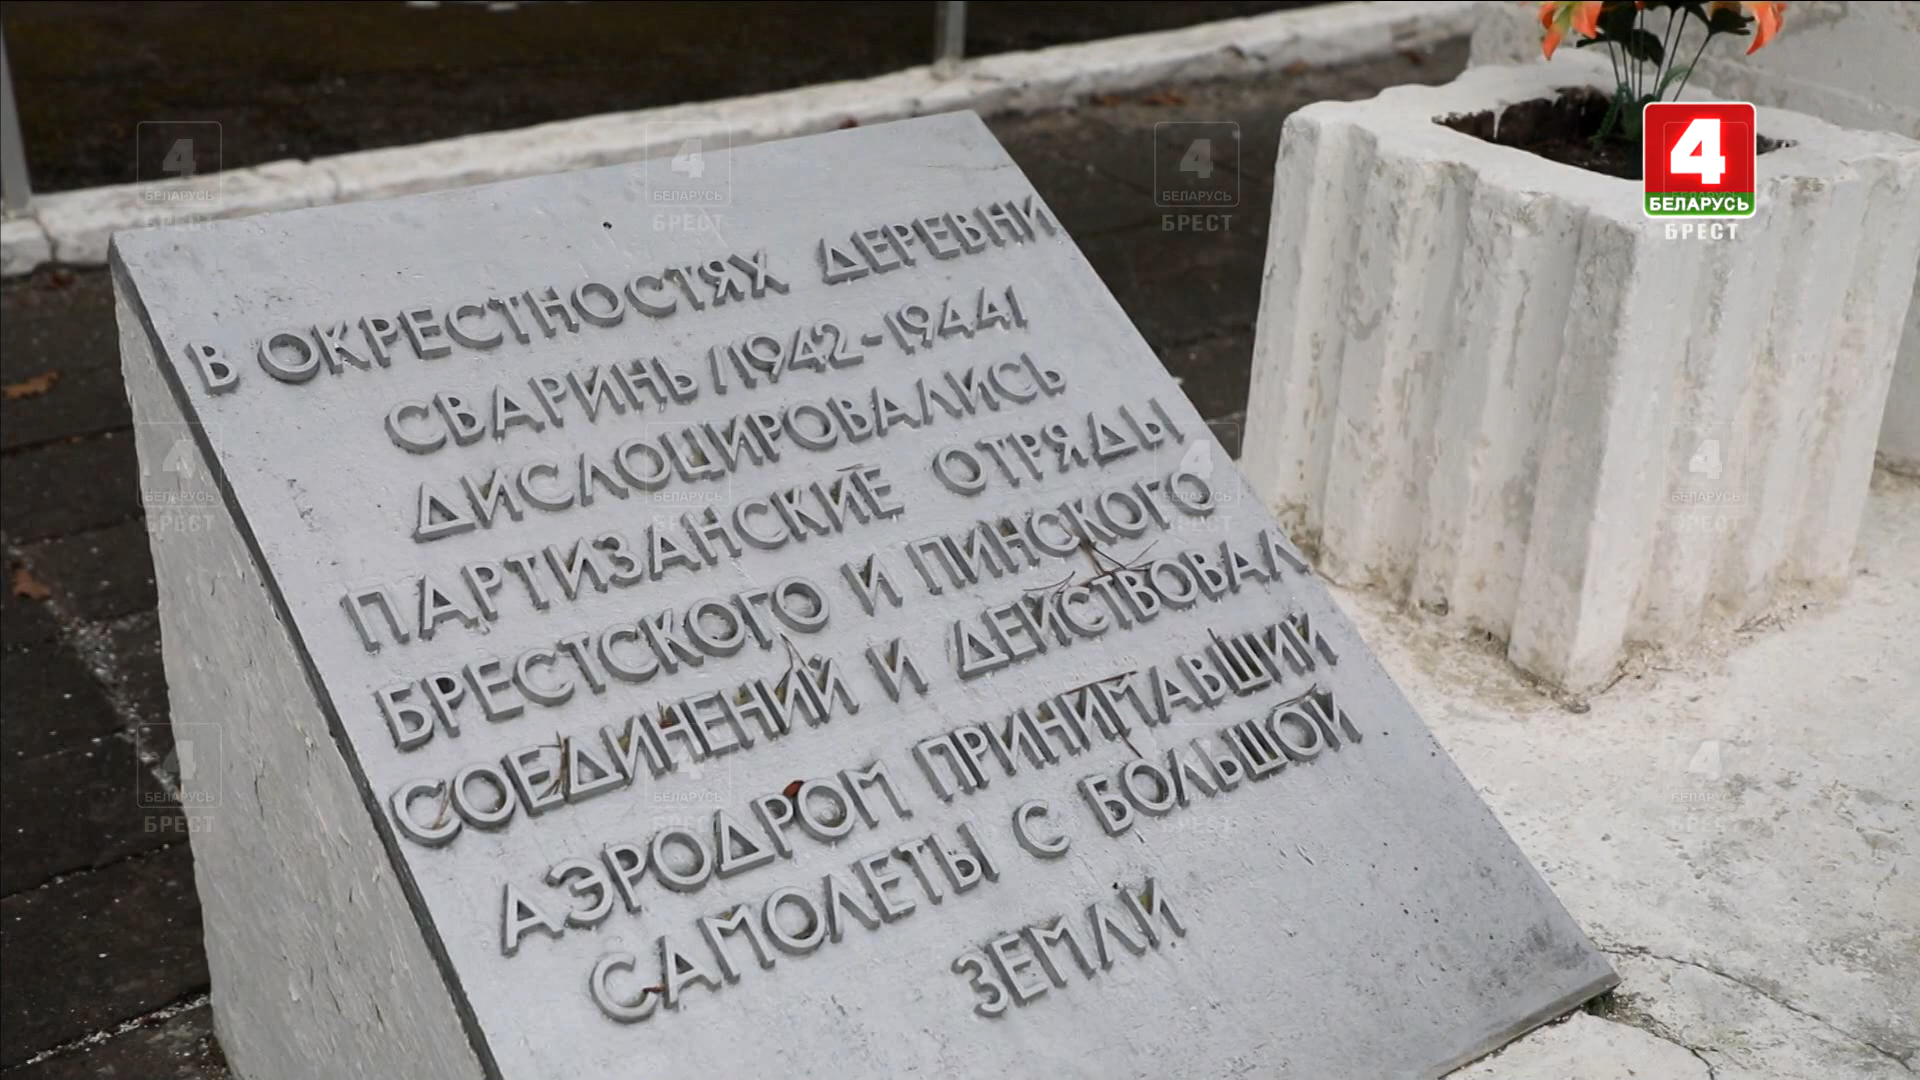 В ОКРЕСТНОСТЯХ ДЕРЕВНИ
СВАРИНЬ /1942-1944/
ДИСЛОЦИРОВАЛИСЬ
ПАРТИЗАНСКИЕ ОТРЯДЫ
БРЕСТСКОГО И ПИНСКОГО
СОЕДИНЕНИЙ И ДЕЙСТВОВАЛ
АЭРОДРОМ ПРИНИМАВШИЙ
САМОЛЕТЫ С БОЛЬШОЙ
ЗЕМЛИ
4
БЕЛАРУСЬ
БРЕСТ